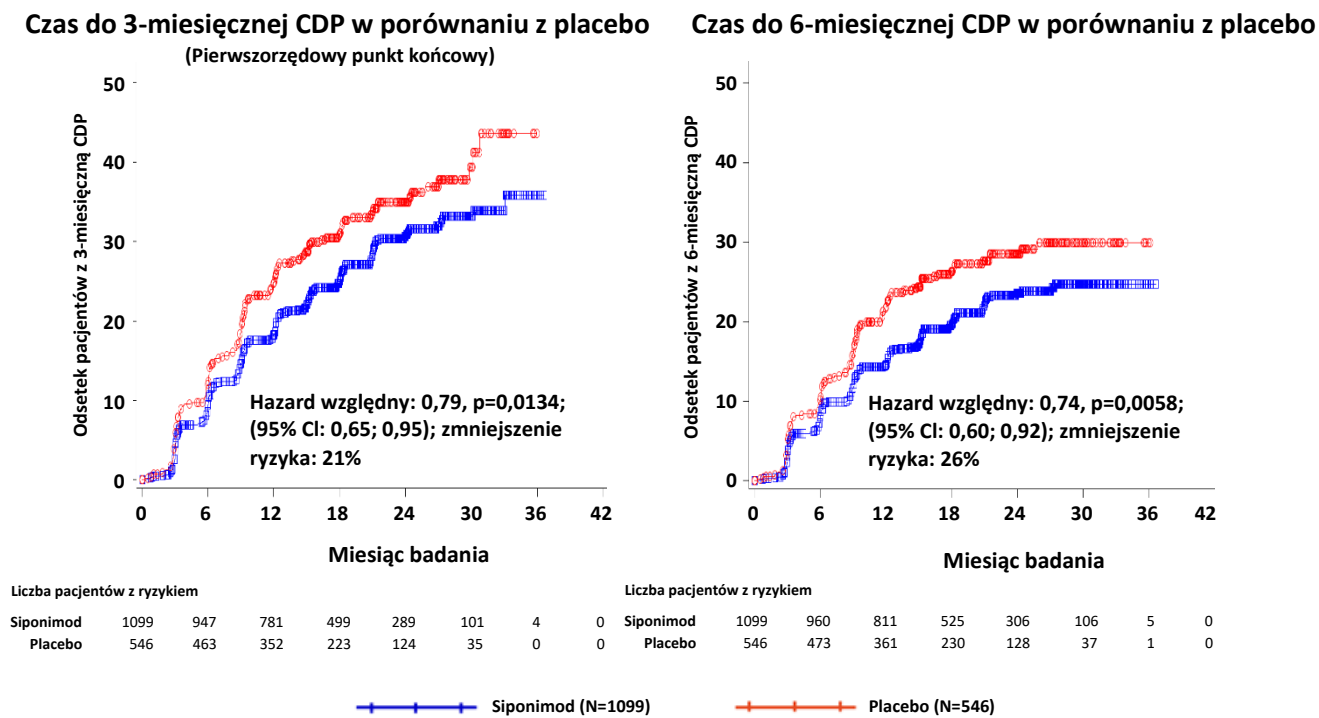 Czas do 3-miesięcznej CDP w porównaniu z placebo
(Pierwszorzędowy punkt końcowy)
Odsetek pacjentów z 3-miesięczną CDP
50
40
30
20
10
0
Hazard względny: 0,79, p=0,0134;
(95% Cl: 0,65; 0,95); zmniejszenie
ryzyka: 21%
0 6 12 18 24 30 36 42
Miesiąc badania
Liczba pacjentów z ryzykiem
Siponimod 1099 947 781 499 289 101 4 0
Placebo 546 463 352 223 124 35 0 0
Czas do 6-miesięcznej CDP w porównaniu z placebo
Odsetek pacjentów z 6-miesięczną CDP
50
40
30
20
10
0
Hazard względny: 0,74, p=0,0058;
(95% Cl: 0,60; 0,92); zmniejszenie
ryzyka: 26%
0 6 12 18 24 30 36 42
Miesiąc badania
Liczba pacjentów z ryzykiem
Siponimod 1099 960 811 525 306 106 5 0
Placebo 546 473 361 230 128 37 1 0
Siponimod (N=1099) Placebo (N=546)